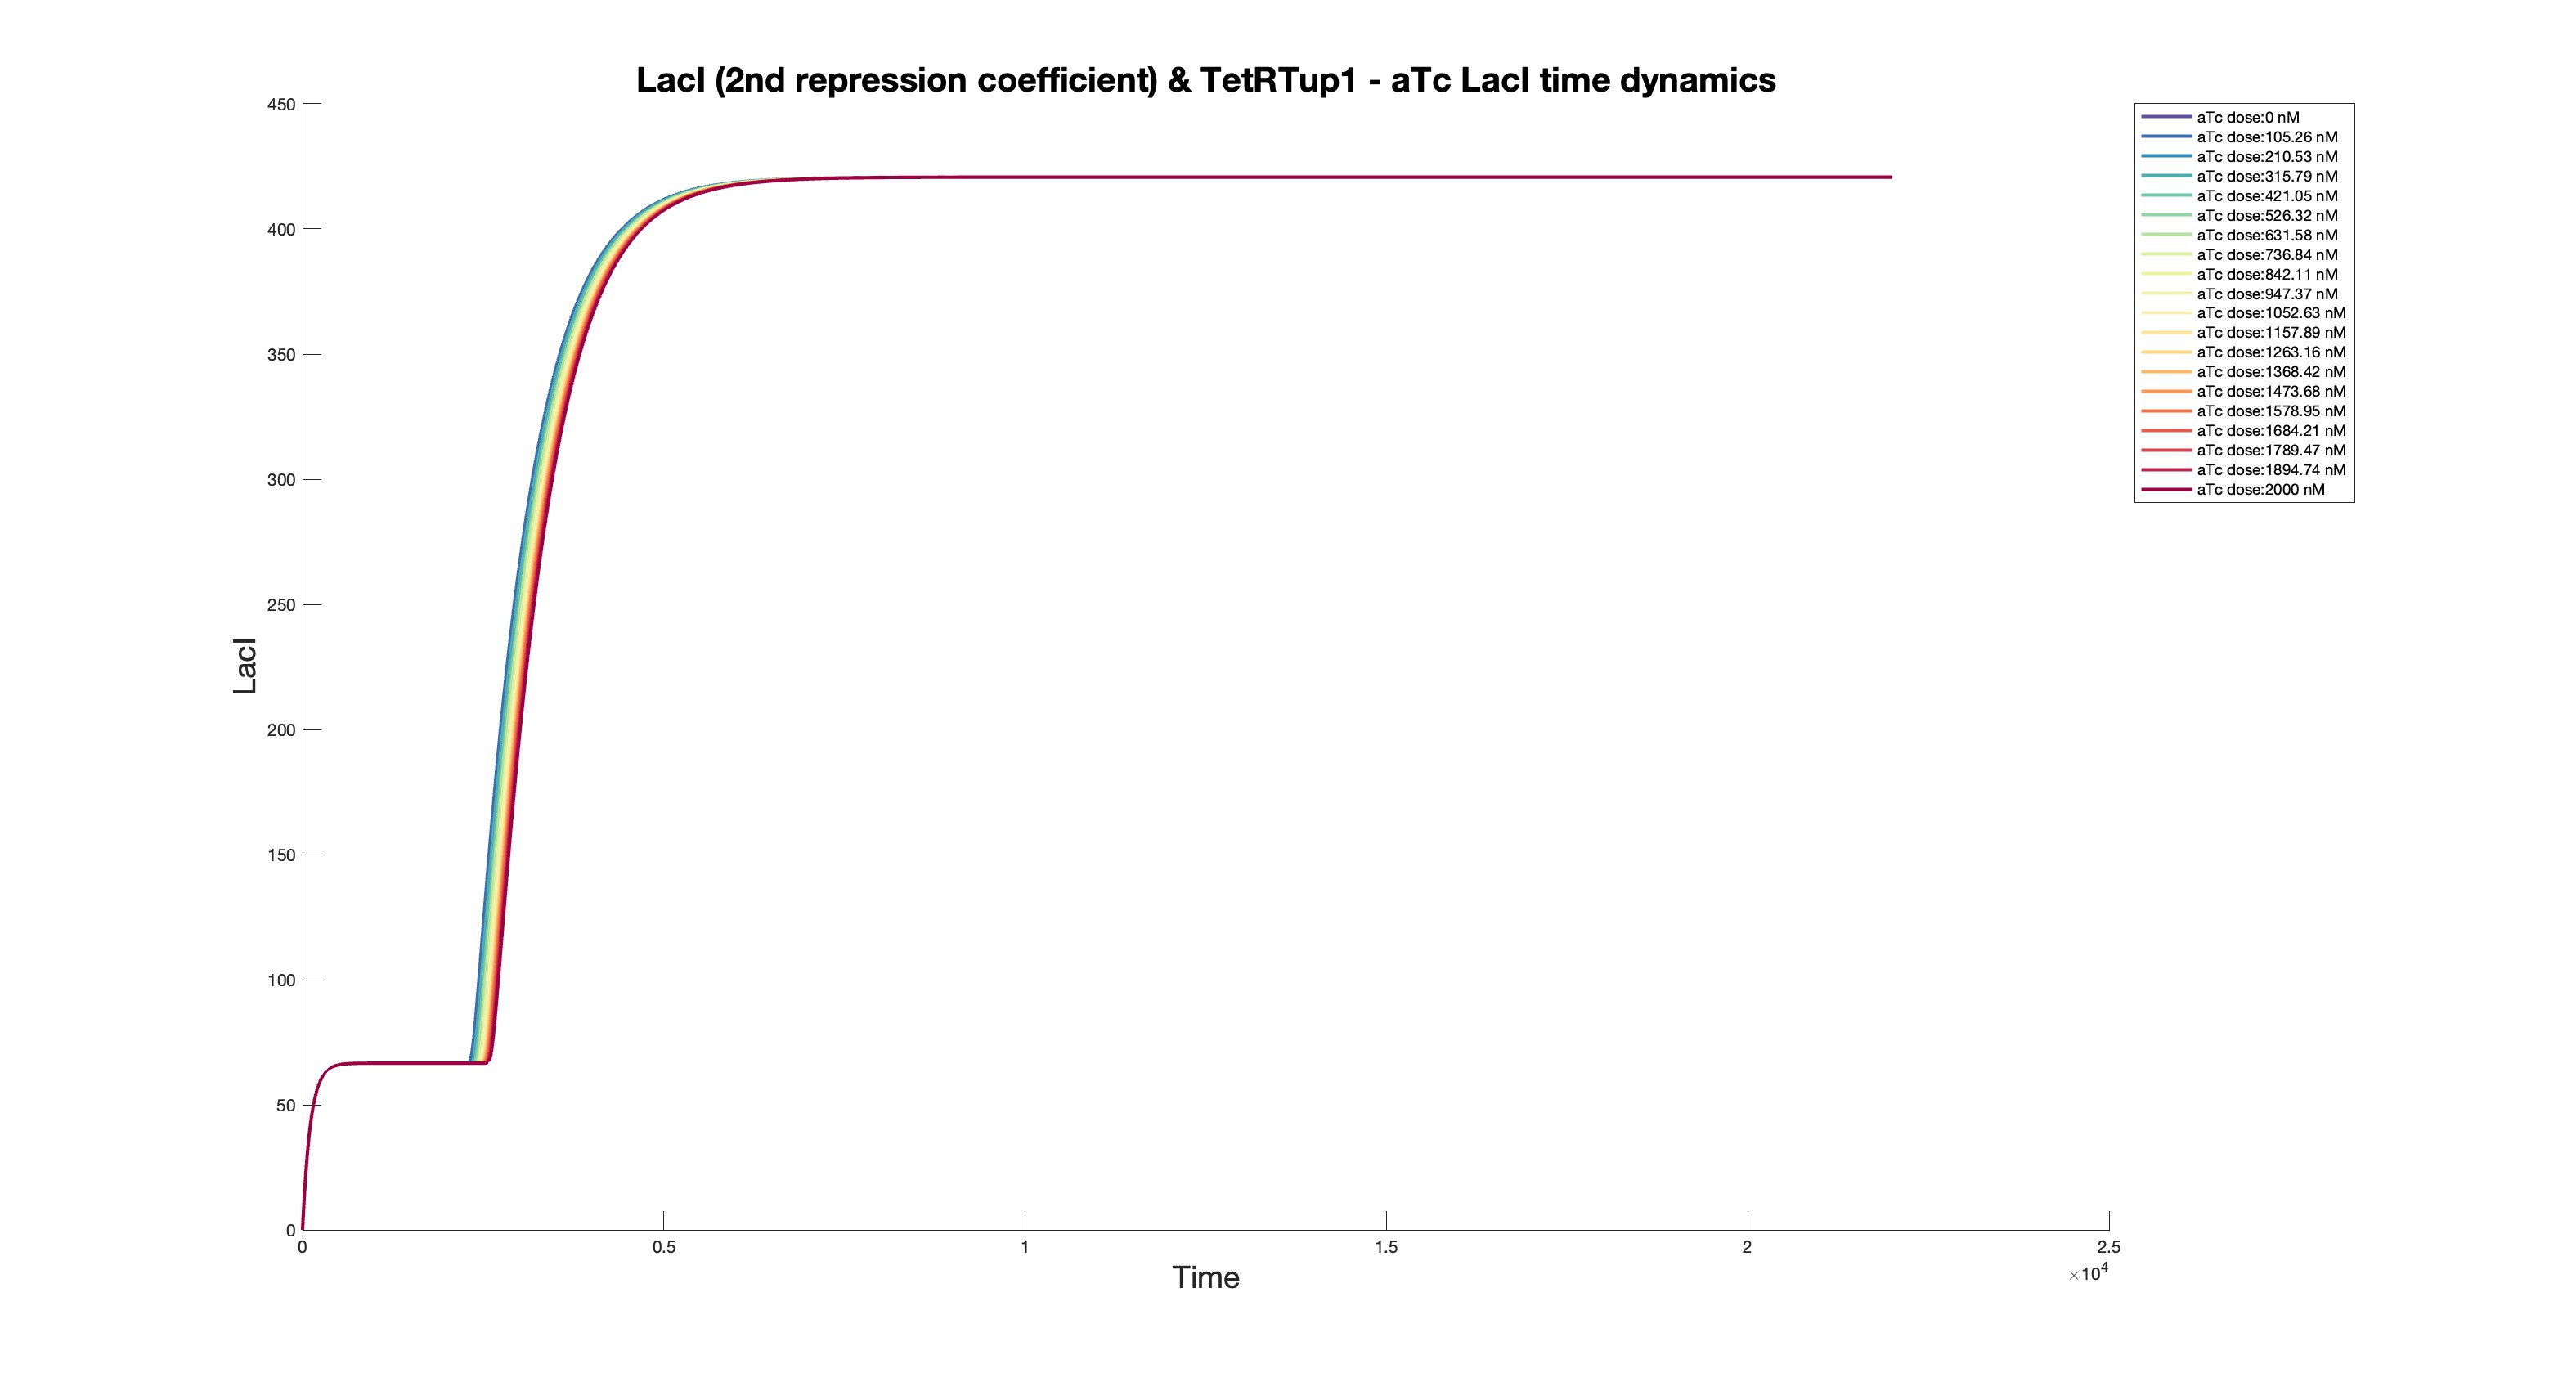 LacI (2nd repression coefficient) & TetRTup1 - aTc LacI time dynamics
450
400
350
300
250
200
150
100
50
0
LacI
0
0.5
1
1.5
2
2.5
×10⁴
Time
aTc dose:0 nM
aTc dose:105.26 nM
aTc dose:210.53 nM
aTc dose:315.79 nM
aTc dose:421.05 nM
aTc dose:526.32 nM
aTc dose:631.58 nM
aTc dose:736.84 nM
aTc dose:842.11 nM
aTc dose:947.37 nM
aTc dose:1052.63 nM
aTc dose:1157.89 nM
aTc dose:1263.16 nM
aTc dose:1368.42 nM
aTc dose:1473.68 nM
aTc dose:1578.95 nM
aTc dose:1684.21 nM
aTc dose:1789.47 nM
aTc dose:1894.74 nM
aTc dose:2000 nM